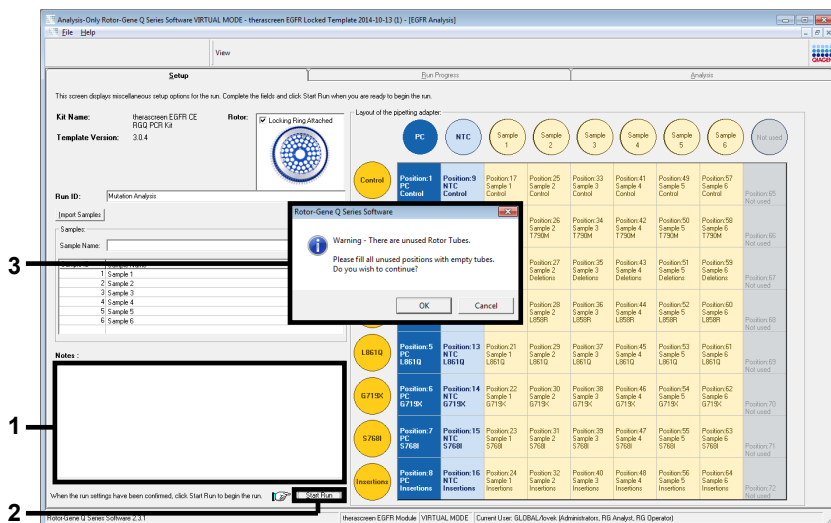 Analysis-Only Rotor-Gene Q Series Software VIRTUAL MODE - therascreen EGFR Locked Template 2014-10-13 (1) - [EGFR Analysis]
File Help
View
QIAGEN
Setup
Run Progress
Analysis
This screen displays miscellaneous setup options for the run. Complete the fields and click Start Run when you are ready to begin the run.
Kit Name: therascreen EGFR CE RGQ PCR Kit
Rotor:
Locking Ring Attached
Template Version: 3.0.4
Run ID: Mutation Analysis
Import Samples
Samples:
Sample Name:
1 Sample 1
2 Sample 2
3 Sample 3
4 Sample 4
5 Sample 5
6 Sample 6
Notes :
When the run settings have been confirmed, click Start Run to begin the run.
Start Run
Layout of the pipetting adapter:
PC NTC Sample 1 Sample 2 Sample 3 Sample 4 Sample 5 Sample 6 Not used
Control
Position:1 Position:9 Position:17 Position:25 Position:33 Position:41 Position:49 Position:57
PC NTC Sample 1 Sample 2 Sample 3 Sample 4 Sample 5 Sample 6 Position:65
Control Control Control Control Control Control Control Control Not used
Position:26 Position:34 Position:42 Position:50 Position:58
Sample 2 Sample 3 Sample 4 Sample 5 Sample 6 Position:66
T790M T790M T790M T790M T790M Not used
Position:27 Position:35 Position:43 Position:51 Position:59
Sample 2 Sample 3 Sample 4 Sample 5 Sample 6 Position:67
Deletions Deletions Deletions Deletions Deletions Not used
Position:28 Position:36 Position:44 Position:52 Position:60
Sample 2 Sample 3 Sample 4 Sample 5 Sample 6 Position:68
L858R L858R L858R L858R L858R Not used
L861Q
Position:5 Position:13 Position:21 Position:29 Position:37 Position:45 Position:53 Position:61
PC NTC Sample 1 Sample 2 Sample 3 Sample 4 Sample 5 Sample 6 Position:69
L861Q L861Q L861Q L861Q L861Q L861Q L861Q L861Q Not used
G719X
Position:6 Position:14 Position:22 Position:30 Position:38 Position:46 Position:54 Position:62
PC NTC Sample 1 Sample 2 Sample 3 Sample 4 Sample 5 Sample 6 Position:70
G719X G719X G719X G719X G719X G719X G719X G719X Not used
S768I
Position:7 Position:15 Position:23 Position:31 Position:39 Position:47 Position:55 Position:63
PC NTC Sample 1 Sample 2 Sample 3 Sample 4 Sample 5 Sample 6 Position:71
S768I S768I S768I S768I S768I S768I S768I S768I Not used
Insertions
Position:8 Position:16 Position:24 Position:32 Position:40 Position:48 Position:56 Position:64
PC NTC Sample 1 Sample 2 Sample 3 Sample 4 Sample 5 Sample 6 Position:72
Insertions Insertions Insertions Insertions Insertions Insertions Insertions Insertions Not used
Rotor-Gene Q Series Software
Warning - There are unused Rotor Tubes.
Please fill all unused positions with empty tubes.
Do you wish to continue?
OK Cancel
3
1
2
Rotor-Gene Q Series Software 2.3.1
therascreen EGFR Module VIRTUAL MODE Current User: GLOBAL/lovek (Administrators, RG Analyst, RG Operator)